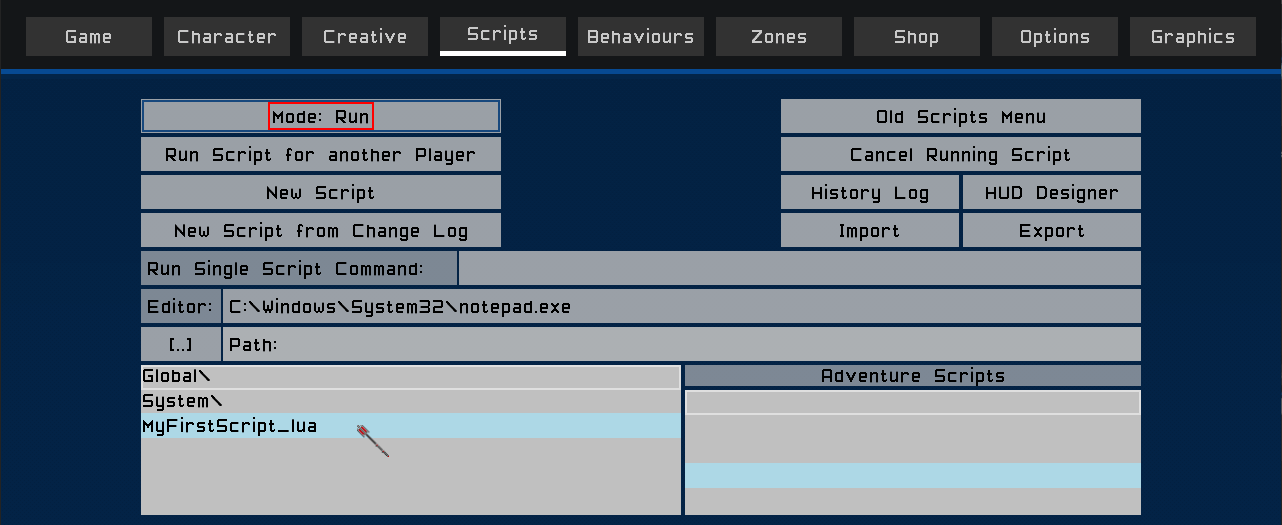 Game Character Creative Scripts Behaviours Zones Shop Options Graphics
Mode: Run Old Scripts Menu
Run Script for another Player Cancel Running Script
New Script History Log HUD Designer
New Script from Change Log Import Export
Run Single Script Command:
Editor: C:\Windows\System32\notepad.exe
[..] Path:
Global\ Adventure Scripts
System\
MyFirstScript_lua